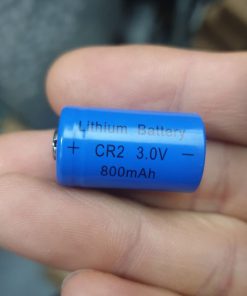 Lithium Battery
+ CR2 3.0V −
800mAh